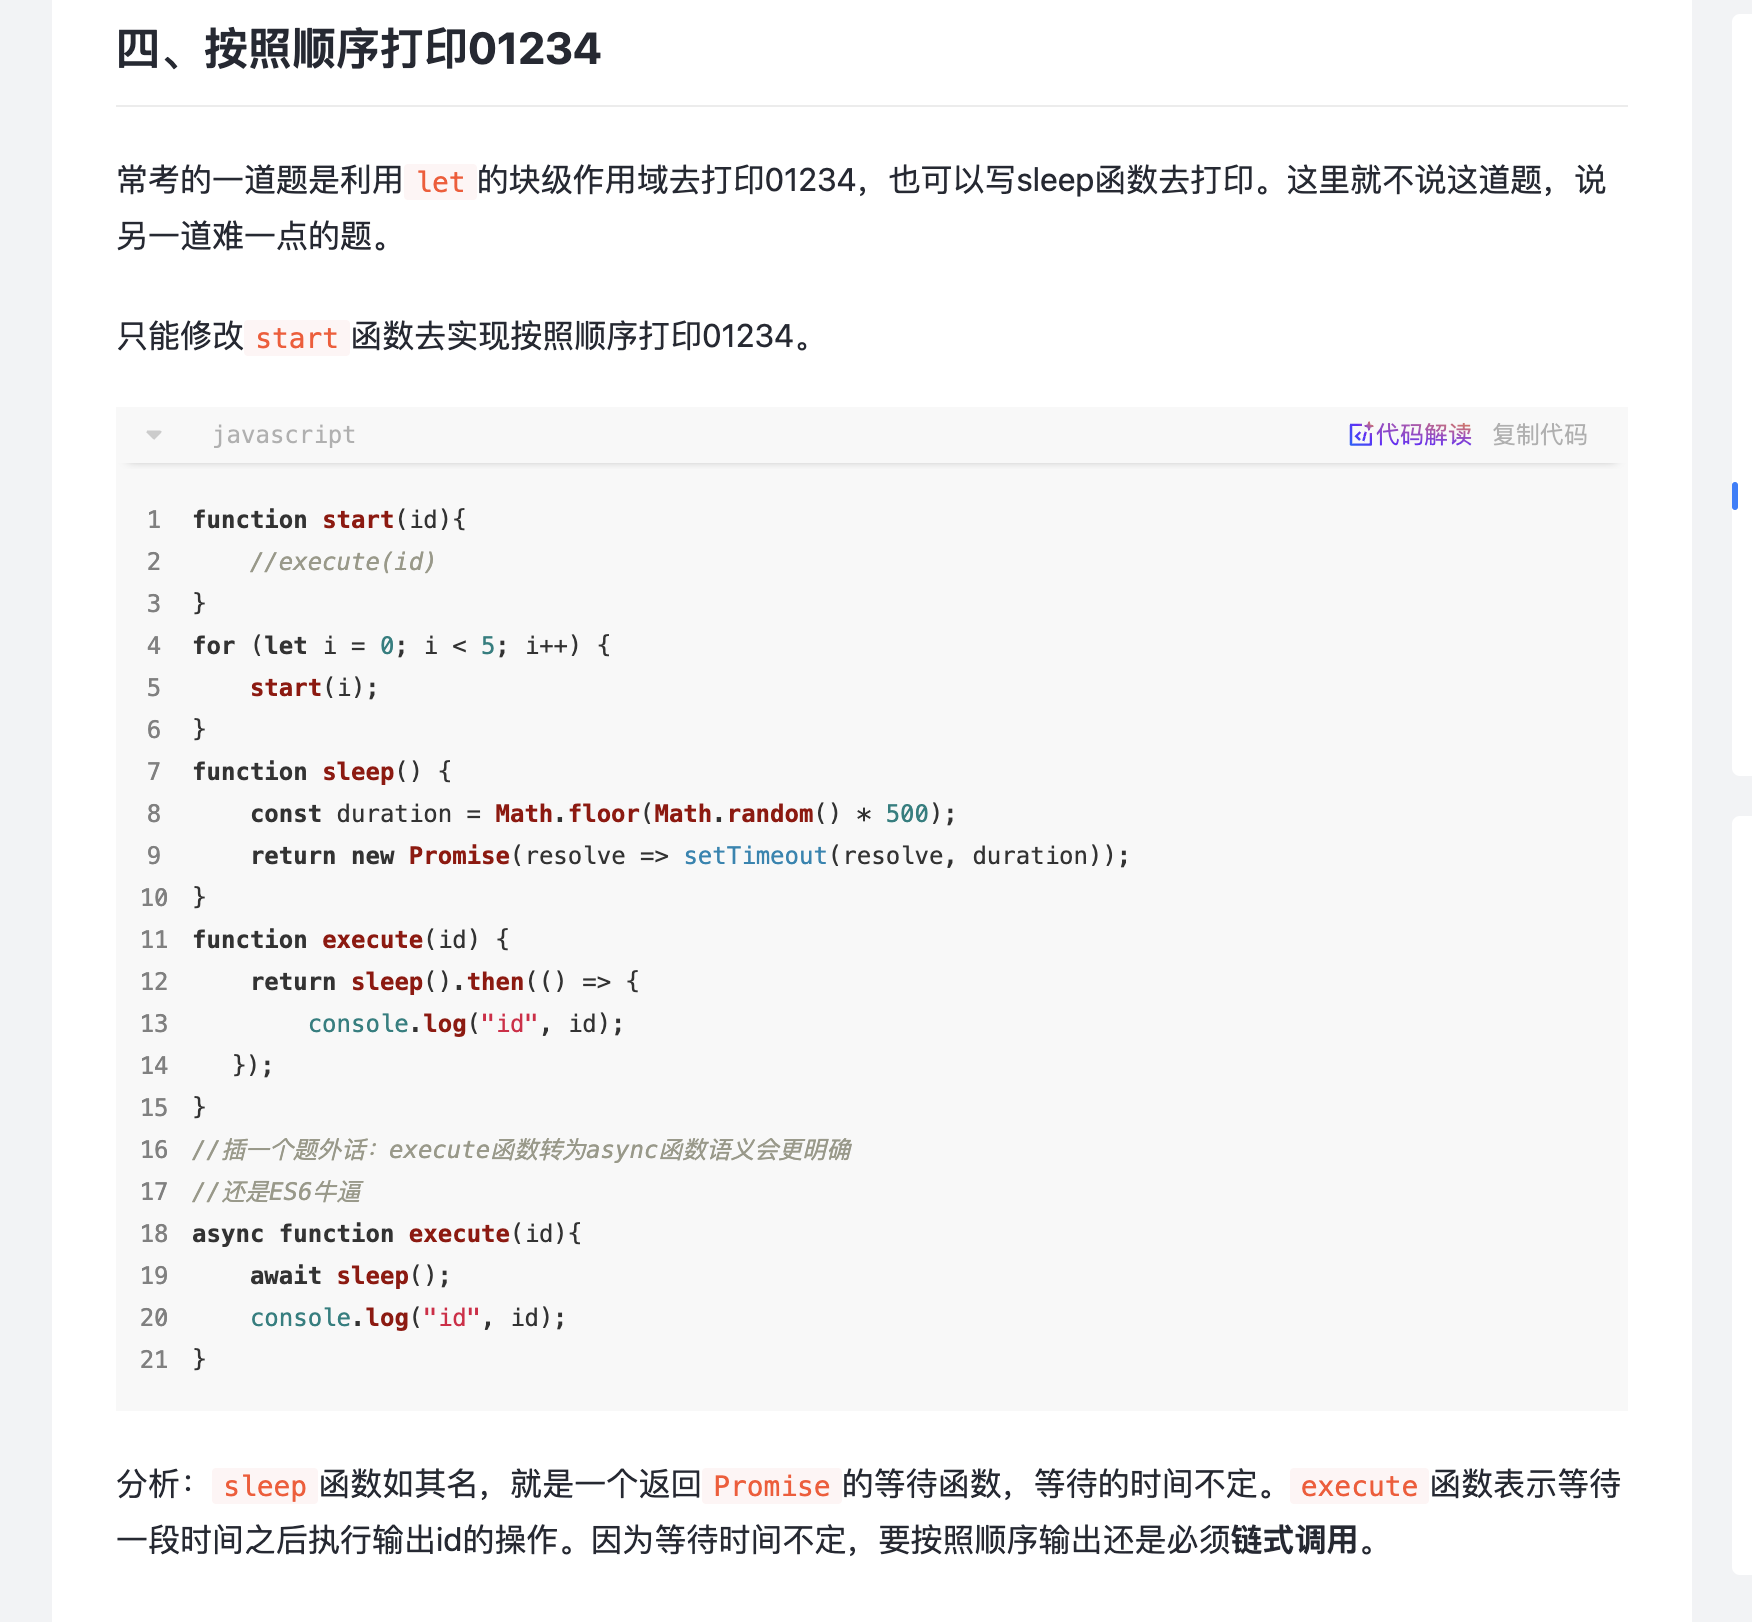 四、按照顺序打印01234
常考的一道题是利用 let 的块级作用域去打印01234，也可以写sleep函数去打印。这里就不说这道题，说
另一道难一点的题。
只能修改 start 函数去实现按照顺序打印01234。
javascript 代码解读 复制代码
1 function start(id){
2     //execute(id)
3 }
4 for (let i = 0; i < 5; i++) {
5     start(i);
6 }
7 function sleep() {
8     const duration = Math.floor(Math.random() * 500);
9     return new Promise(resolve => setTimeout(resolve, duration));
10 }
11 function execute(id) {
12     return sleep().then(() => {
13         console.log("id", id);
14    });
15 }
16 //插一个题外话：execute函数转为async函数语义会更明确
17 //还是ES6牛逼
18 async function execute(id){
19     await sleep();
20     console.log("id", id);
21 }
分析： sleep 函数如其名，就是一个返回 Promise 的等待函数，等待的时间不定。 execute 函数表示等待
一段时间之后执行输出id的操作。因为等待时间不定，要按照顺序输出还是必须链式调用。